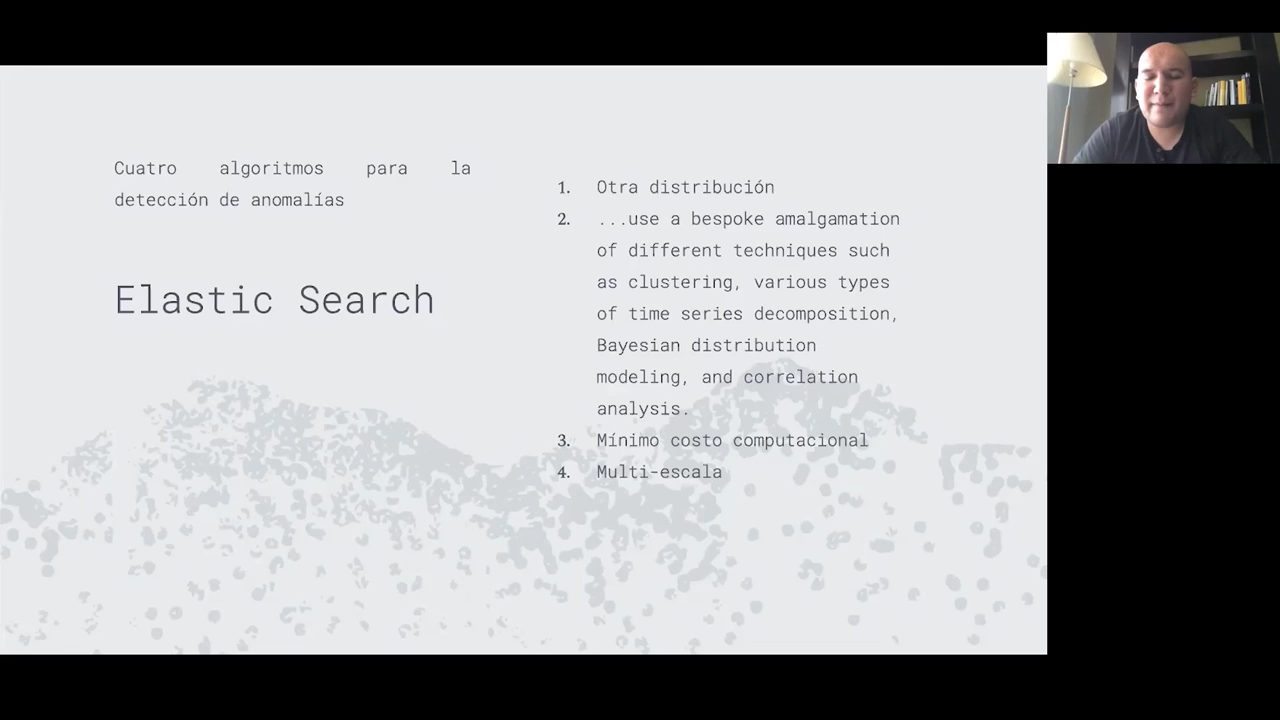 Cuatro algoritmos para la
detección de anomalías
Elastic Search
1. Otra distribución
2. ...use a bespoke amalgamation
of different techniques such
as clustering, various types
of time series decomposition,
Bayesian distribution
modeling, and correlation
analysis.
3. Mínimo costo computacional
4. Multi-escala